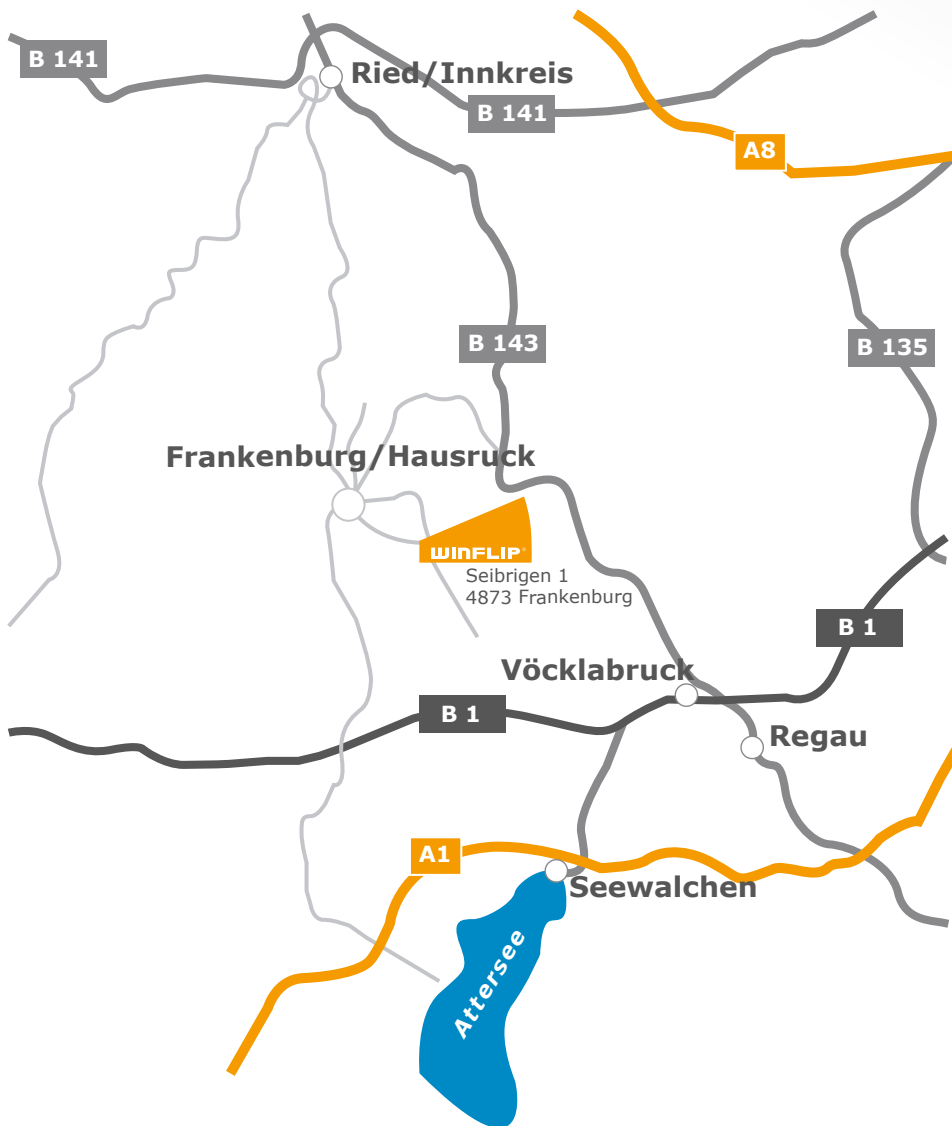 B 141
Ried/Innkreis
B 141
A8
B 143
B 135
Frankenburg/Hausruck
WINFLIP®
Seibrigen 1
4873 Frankenburg
B 1
Vöcklabruck
B 1
Regau
A1
Seewalchen
Attersee